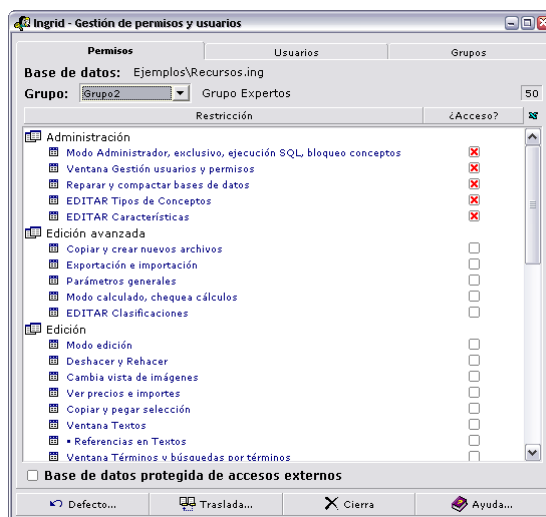 Ingrid - Gestión de permisos y usuarios
Permisos Usuarios Grupos
Base de datos: Ejemplos\Recursos.ing
Grupo: Grupo2 Grupo Expertos 50
Restricción ¿Acceso?
Administración
Modo Administrador, exclusivo, ejecución SQL, bloqueo conceptos
Ventana Gestión usuarios y permisos
Reparar y compactar bases de datos
EDITAR Tipos de Conceptos
EDITAR Características
Edición avanzada
Copiar y crear nuevos archivos
Exportación e importación
Parámetros generales
Modo calculado, chequea cálculos
EDITAR Clasificaciones
Edición
Modo edición
Deshacer y Rehacer
Cambia vista de imágenes
Ver precios e importes
Copiar y pegar selección
Ventana Textos
• Referencias en Textos
Ventana Términos y búsquedas por términos
Base de datos protegida de accesos externos
Defecto... Traslada... Cierra Ayuda...